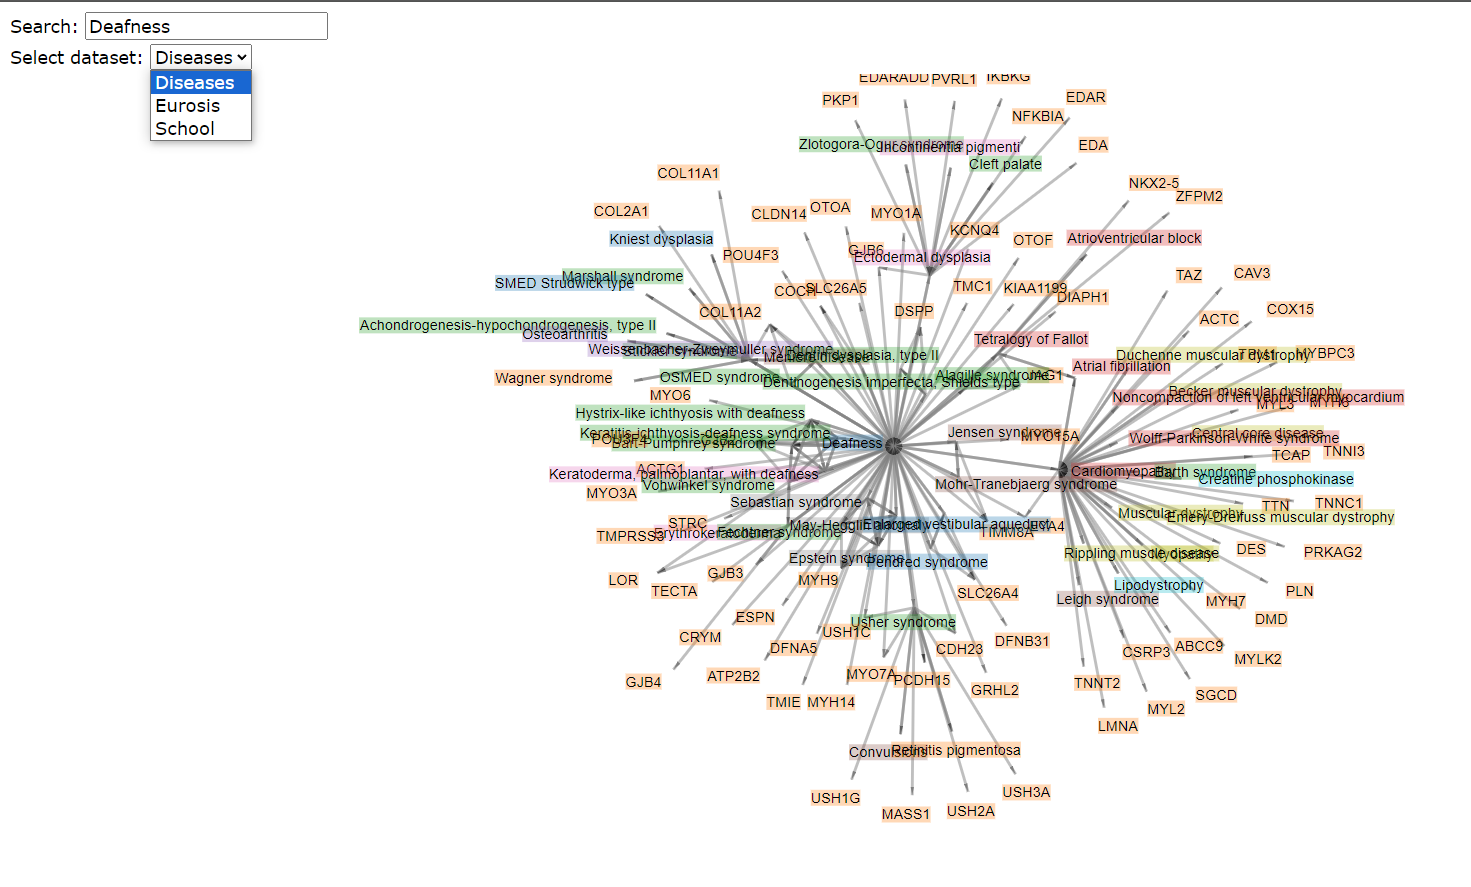 Search: Deafness
Select dataset: Diseases
Diseases
Eurosis
School
EDARADD
PVRL1
IKBKG
PKP1
EDAR
NFKBIA
Zlotogora-Ogur syndrome
Incontinentia pigmenti
EDA
Cleft palate
COL11A1
NKX2-5
ZFPM2
COL2A1
CLDN14
OTOA
MYO1A
KCNQ4
Kniest dysplasia
OTOF
Atrioventricular block
POU4F3
GJB6
Ectodermal dysplasia
Marshall syndrome
SMED Strudwick type
TAZ
CAV3
COCH
SLC26A5
TMC1
KIAA1199
DIAPH1
COL11A2
DSPP
COX15
ACTC
Achondrogenesis-hypochondrogenesis, type II
Osteoarthritis
Tetralogy of Fallot
Weissenbacher-Zweymuller syndrome
Stickler syndrome
Meniere disease
Dentin dysplasia, type II
Duchenne muscular dystrophy
TPM1
MYBPC3
Atrial fibrillation
Wagner syndrome
OSMED syndrome
Dentinogenesis imperfecta, Shields type
Alagille syndrome
JAG1
MYO6
Becker muscular dystrophy
Noncompaction of left ventricular myocardium
MYL3
MYH6
Hystrix-like ichthyosis with deafness
Keratitis-ichthyosis-deafness syndrome
POU3F4
Bart-Pumphrey syndrome
GJB2
Deafness
Jensen syndrome
MYO15A
Central core disease
Wolff-Parkinson-White syndrome
TNNI3
TCAP
ACTG1
Keratoderma, palmoplantar, with deafness
Cardiomyopathy
Barth syndrome
Creatine phosphokinase
Vohwinkel syndrome
Mohr-Tranebjaerg syndrome
MYO3A
Sebastian syndrome
TTN
TNNC1
Muscular dystrophy
Emery-Dreifuss muscular dystrophy
STRC
May-Hegglin anomaly
Enlarged vestibular aqueduct
EYA4
TIMM8A
TMPRSS3
Erythrokeratoderma
Fechtner syndrome
Epstein syndrome
Pendred syndrome
Rippling muscle disease
Myopathy
DES
PRKAG2
LOR
GJB3
TECTA
MYH9
SLC26A4
Lipodystrophy
Leigh syndrome
PLN
MYH7
DMD
ESPN
Usher syndrome
USH1C
CRYM
DFNA5
CDH23
DFNB31
CSRP3
ABCC9
MYLK2
GJB4
ATP2B2
MYO7A
PCDH15
GRHL2
TNNT2
SGCD
TMIE
MYH14
MYL2
LMNA
Convulsions
Retinitis pigmentosa
USH1G
USH3A
MASS1
USH2A